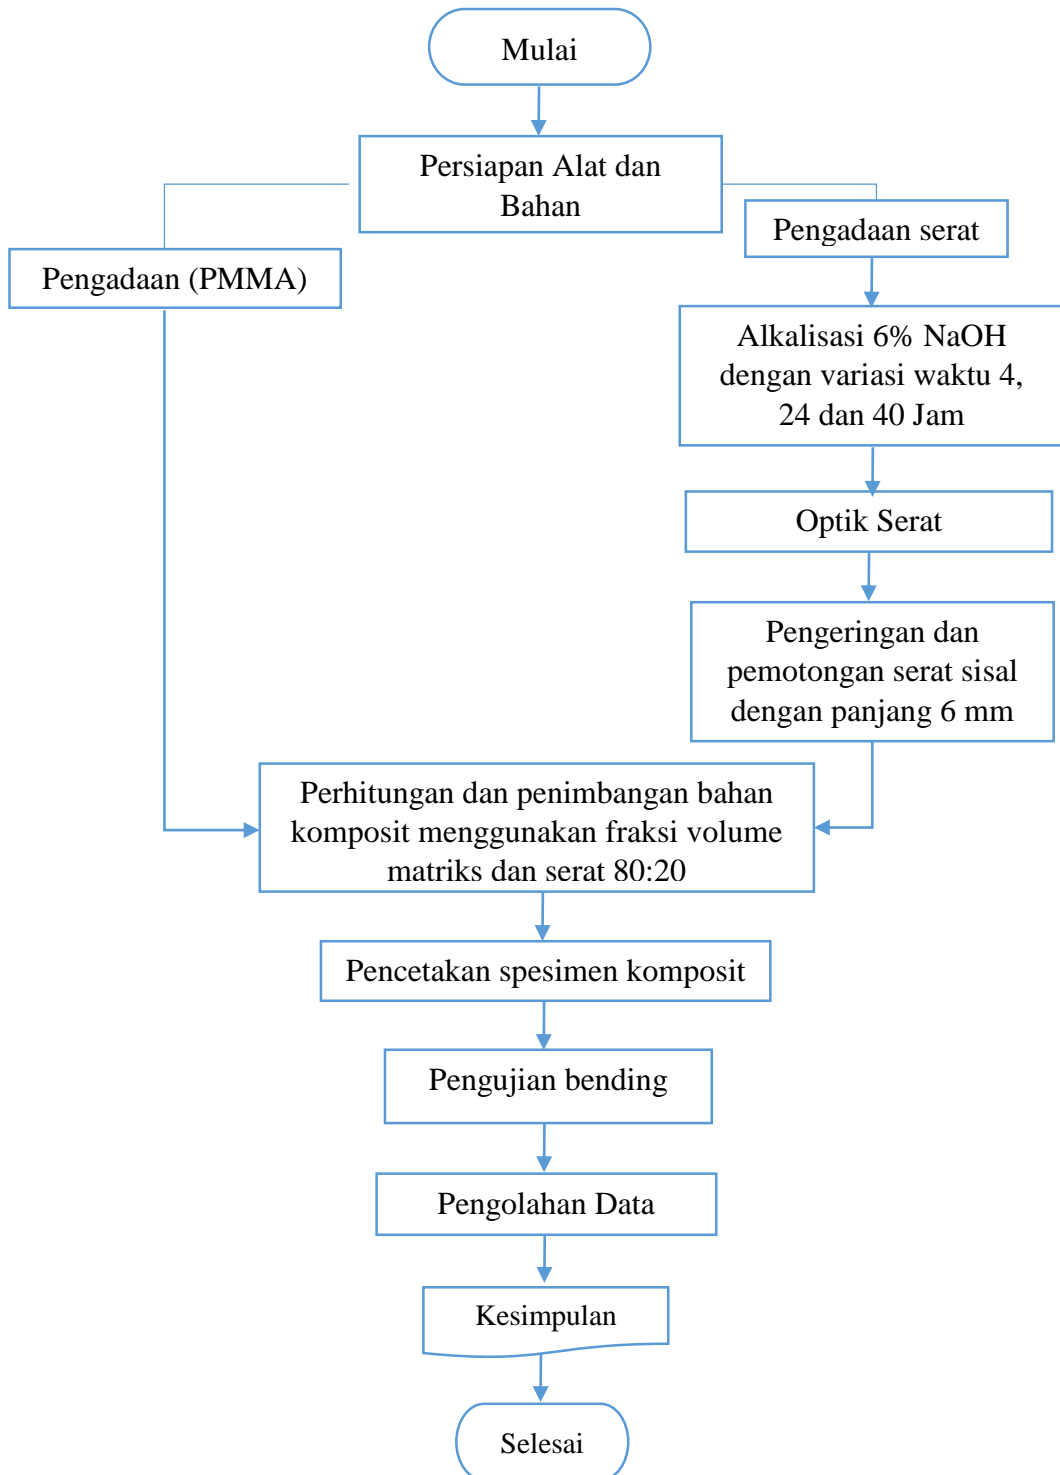 Mulai
Persiapan Alat dan
Bahan
Pengadaan serat
Pengadaan (PMMA)
Alkalisasi 6% NaOH
dengan variasi waktu 4,
24 dan 40 Jam
Optik Serat
Pengeringan dan
pemotongan serat sisal
dengan panjang 6 mm
Perhitungan dan penimbangan bahan
komposit menggunakan fraksi volume
matriks dan serat 80:20
Pencetakan spesimen komposit
Pengujian bending
Pengolahan Data
Kesimpulan
Selesai